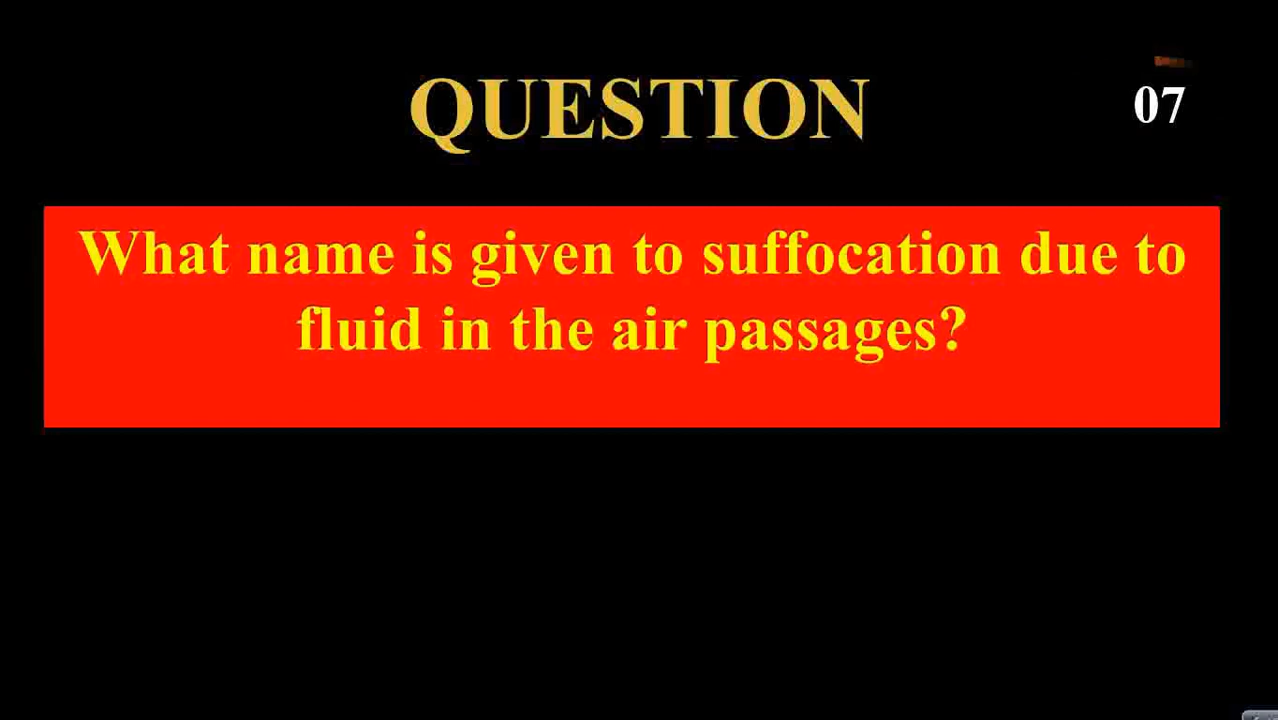 QUESTION
07
What name is given to suffocation due to
fluid in the air passages?